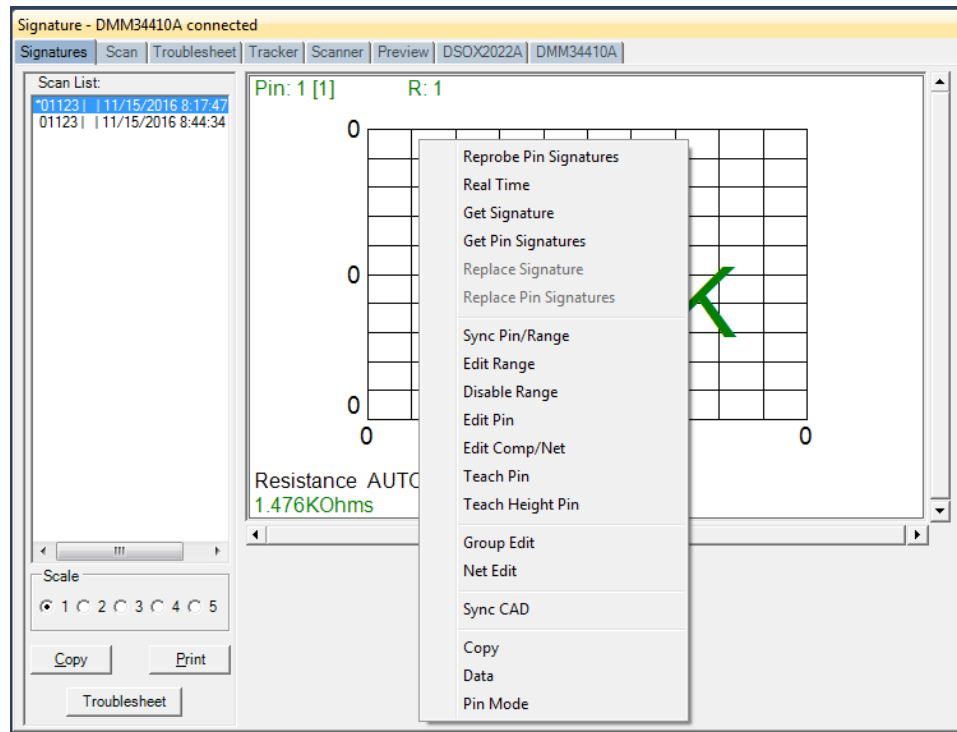 Signature - DMM34410A connected
Signatures Scan Troublesheet Tracker Scanner Preview DSOX2022A DMM34410A
Scan List:
*01123 | | 11/15/2016 8:17:47
01123 | | 11/15/2016 8:44:34
Pin: 1 [1] R: 1
0
0
0
0 0
K
Resistance AUTO
1.476KOhms
Reprobe Pin Signatures
Real Time
Get Signature
Get Pin Signatures
Replace Signature
Replace Pin Signatures
Sync Pin/Range
Edit Range
Disable Range
Edit Pin
Edit Comp/Net
Teach Pin
Teach Height Pin
Group Edit
Net Edit
Sync CAD
Copy
Data
Pin Mode
Scale
1 2 3 4 5
Copy Print
Troublesheet